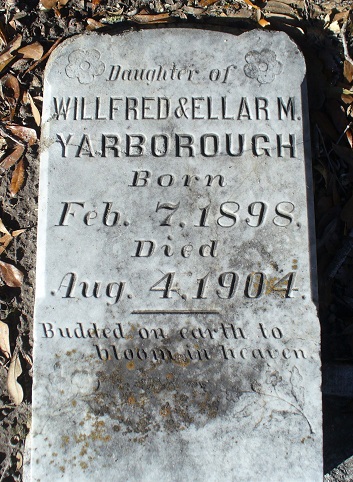 Daughter of
WILLFRED & ELLAR M.
YARBOROUGH
Born
Feb. 7, 1898.
Died
Aug. 4, 1904.
Budded on earth to
bloom in heaven